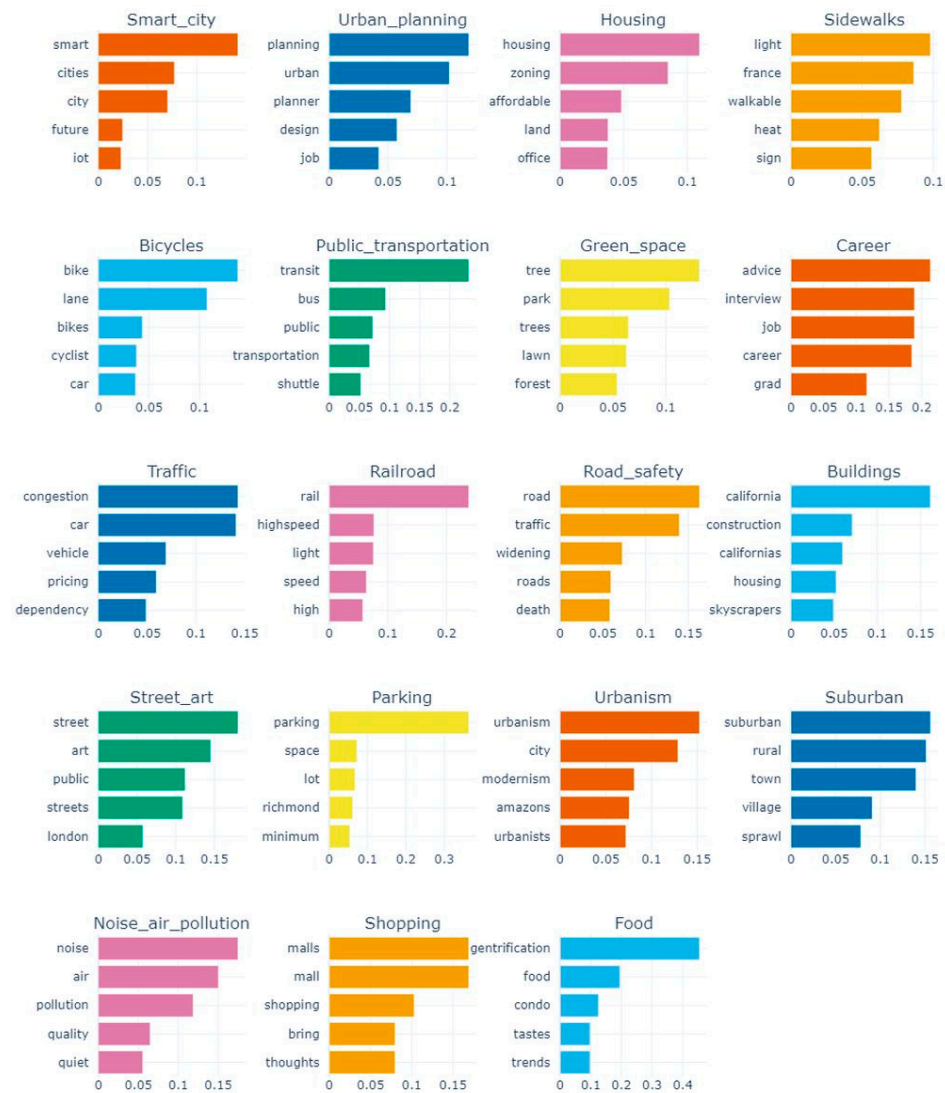 Smart_city
smart
cities
city
future
iot
0 0.05 0.1
Urban_planning
planning
urban
planner
design
job
0 0.05 0.1
Housing
housing
zoning
affordable
land
office
0 0.05 0.1
Sidewalks
light
france
walkable
heat
sign
0 0.05 0.1
Bicycles
bike
lane
bikes
cyclist
car
0 0.1
Public_transportation
transit
bus
public
transportation
shuttle
0 0.05 0.1 0.15 0.2
Green_space
tree
park
trees
lawn
forest
0 0.05 0.1
Career
advice
interview
job
career
grad
0 0.05 0.1 0.15 0.2
Traffic
congestion
car
vehicle
pricing
dependency
0 0.05 0.1 0.15
Railroad
rail
highspeed
light
speed
high
0 0.1 0.2
Road_safety
road
traffic
widening
roads
death
0 0.05 0.1 0.15
Buildings
california
construction
californias
housing
skyscrapers
0 0.05 0.1 0.15
Street_art
street
art
public
streets
london
0 0.05 0.1 0.15
Parking
parking
space
lot
richmond
minimum
0 0.1 0.2 0.3
Urbanism
urbanism
city
modernism
amazons
urbanists
0 0.05 0.1 0.15
Suburban
suburban
rural
town
village
sprawl
0 0.05 0.1 0.15
Noise_air_pollution
noise
air
pollution
quality
quiet
0 0.05 0.1 0.15
Shopping
malls
mall
shopping
bring
thoughts
0 0.05 0.1 0.15
Food
gentrification
food
condo
tastes
trends
0 0.1 0.2 0.3 0.4